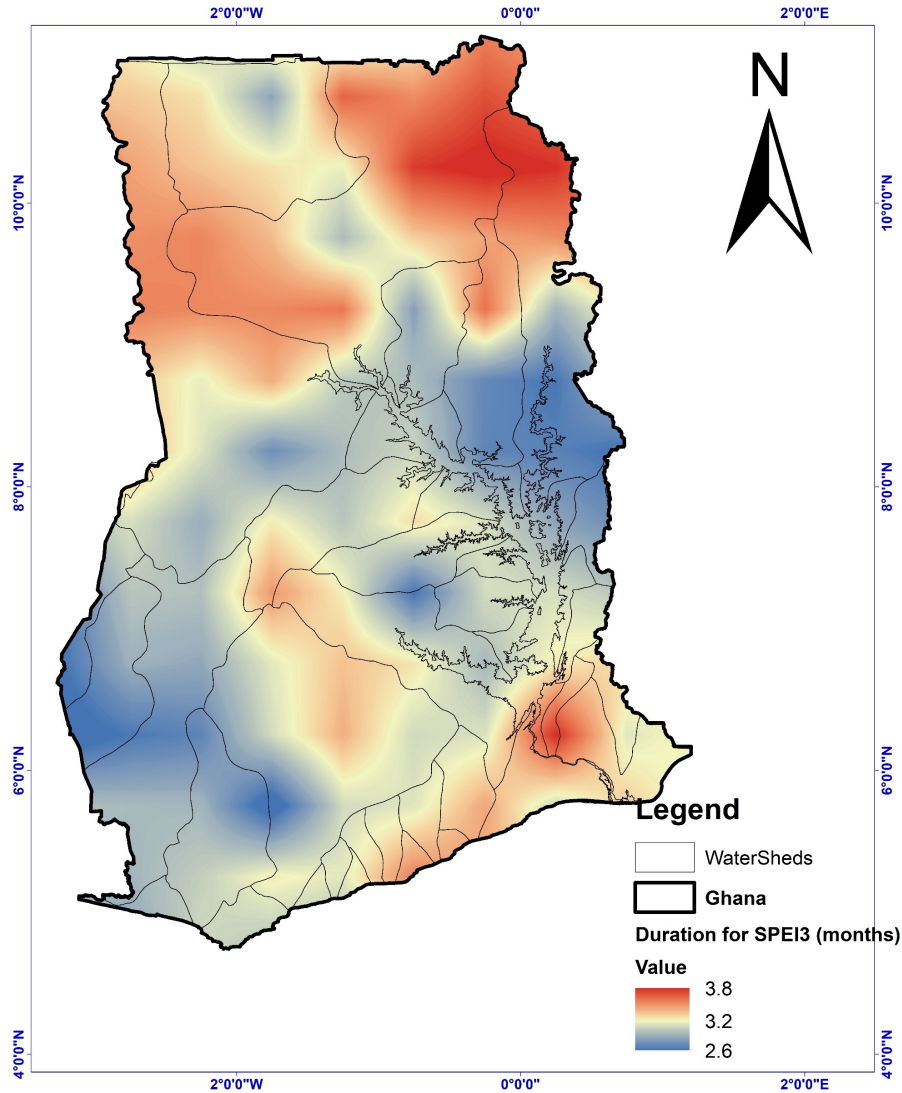 2°0'0"W 0°0'0" 2°0'0"E
N
10°0'0"N 10°0'0"N
8°0'0"N 8°0'0"N
6°0'0"N 6°0'0"N
Legend
WaterSheds
Ghana
Duration for SPEI3 (months)
Value
3.8
3.2
2.6
4°0'0"N 4°0'0"N
2°0'0"W 0°0'0" 2°0'0"E